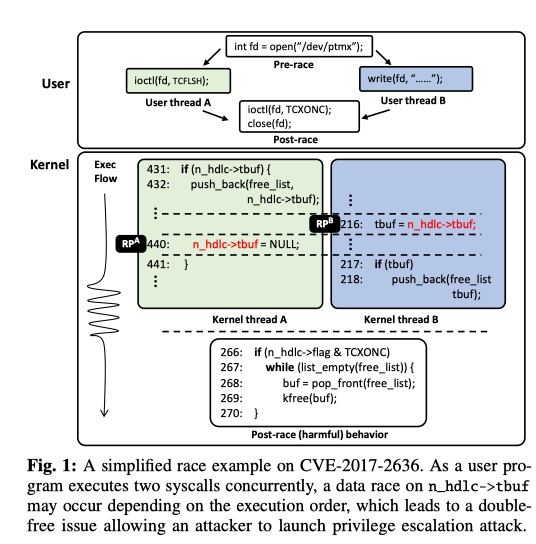 User
int fd = open("/dev/ptmx");
Pre-race
ioctl(fd, TCFLSH);
User thread A
write(fd, "……");
User thread B
ioctl(fd, TCXONC);
close(fd);
Post-race
Kernel
Exec
Flow
431: if (n_hdlc->tbuf) {
432: push_back(free_list,
n_hdlc->tbuf);
RPA
440: n_hdlc->tbuf = NULL;
441: }
Kernel thread A
RPB
216: tbuf = n_hdlc->tbuf;
217: if (tbuf)
218: push_back(free_list
tbuf);
Kernel thread B
266: if (n_hdlc->flag & TCXONC)
267: while (list_empty(free_list)) {
268: buf = pop_front(free_list);
269: kfree(buf);
270: }
Post-race (harmful) behavior
Fig. 1: A simplified race example on CVE-2017-2636. As a user pro-
gram executes two syscalls concurrently, a data race on n_hdlc->tbuf
may occur depending on the execution order, which leads to a double-
free issue allowing an attacker to launch privilege escalation attack.